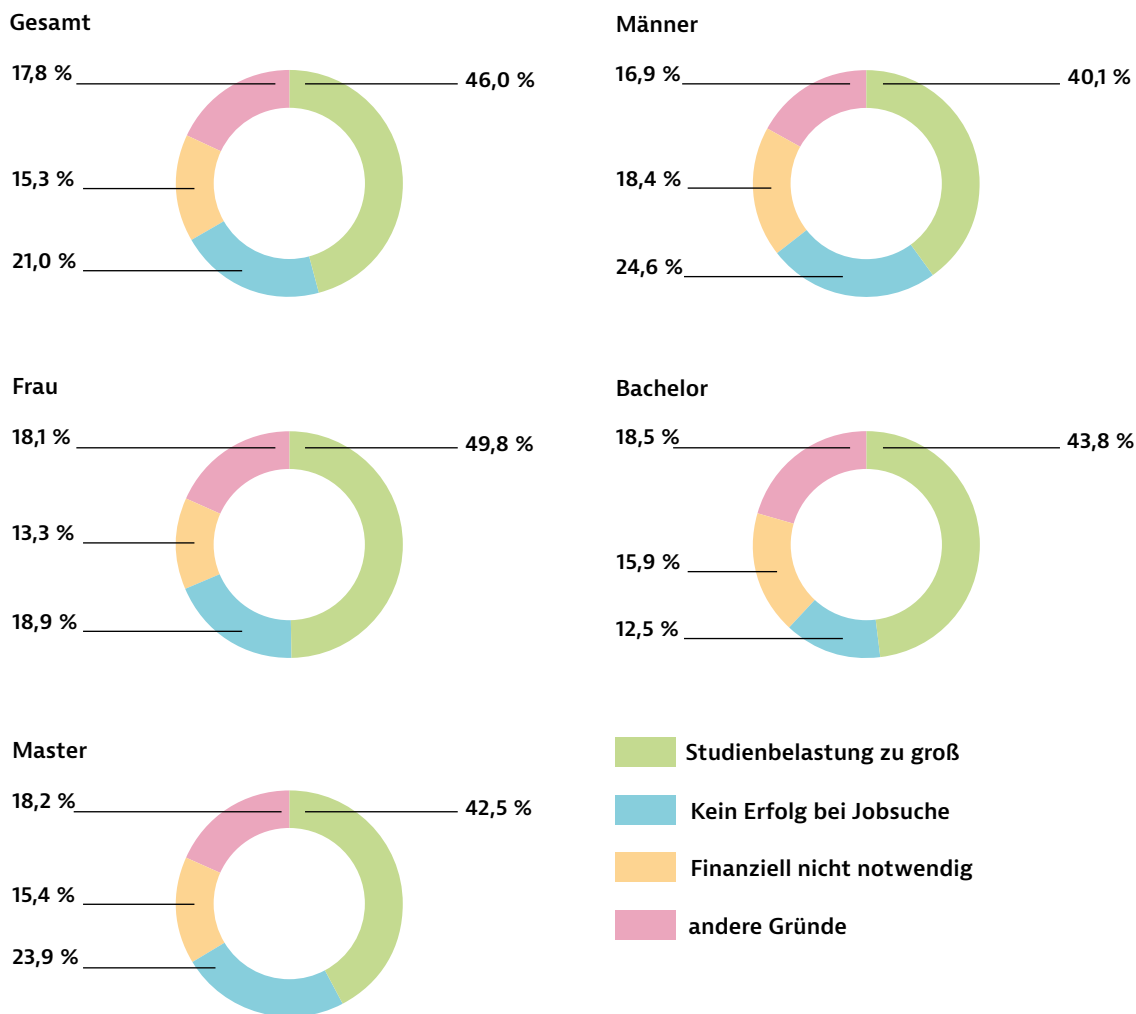 Gesamt
17,8 %
46,0 %
15,3 %
21,0 %
Männer
16,9 %
40,1 %
18,4 %
24,6 %
Frau
18,1 %
49,8 %
13,3 %
18,9 %
Bachelor
18,5 %
43,8 %
15,9 %
12,5 %
Master
18,2 %
42,5 %
15,4 %
23,9 %
Studienbelastung zu groß
Kein Erfolg bei Jobsuche
Finanziell nicht notwendig
andere Gründe